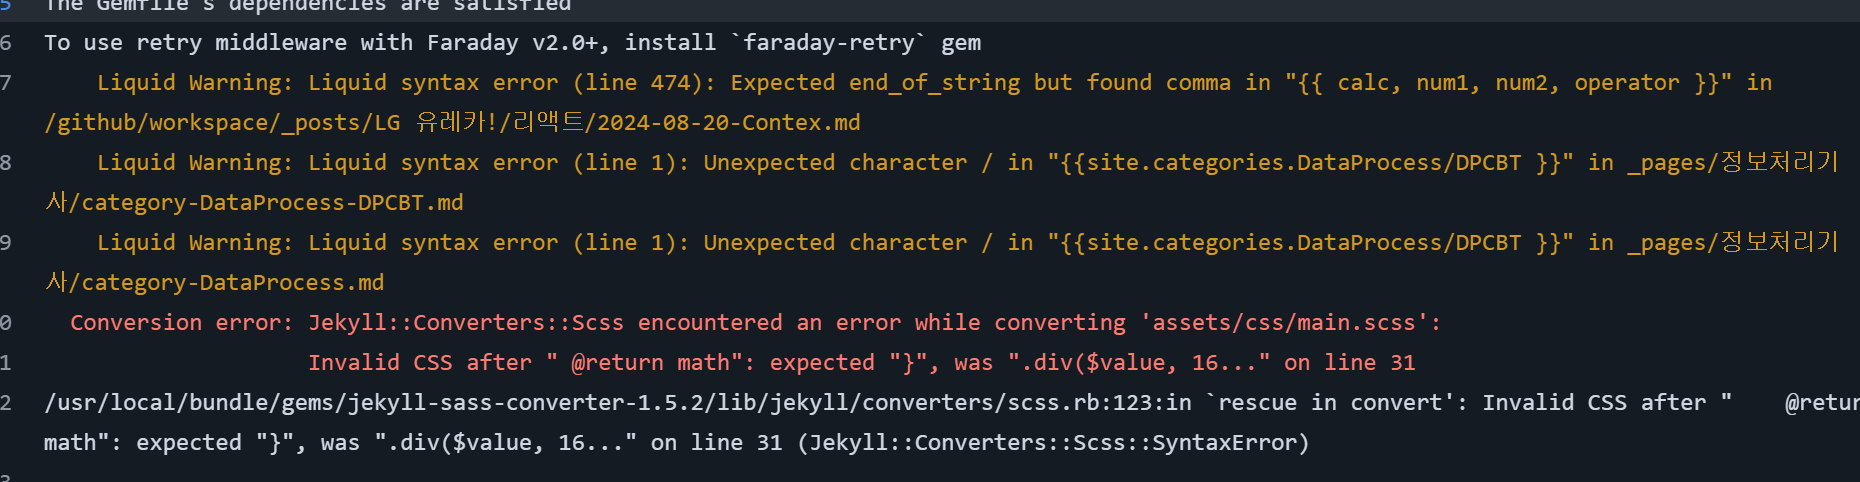 5 The Gemfile's dependencies are satisfied
6 To use retry middleware with Faraday v2.0+, install `faraday-retry` gem
7 Liquid Warning: Liquid syntax error (line 474): Expected end_of_string but found comma in "{{ calc, num1, num2, operator }}" in
/github/workspace/_posts/LG 유레카!/리액트/2024-08-20-Contex.md
8 Liquid Warning: Liquid syntax error (line 1): Unexpected character / in "{{site.categories.DataProcess/DPCBT }}" in _pages/정보처리기
사/category-DataProcess-DPCBT.md
9 Liquid Warning: Liquid syntax error (line 1): Unexpected character / in "{{site.categories.DataProcess/DPCBT }}" in _pages/정보처리기
사/category-DataProcess.md
0 Conversion error: Jekyll::Converters::Scss encountered an error while converting 'assets/css/main.scss':
1 Invalid CSS after " @return math": expected "}", was ".div($value, 16..." on line 31
2 /usr/local/bundle/gems/jekyll-sass-converter-1.5.2/lib/jekyll/converters/scss.rb:123:in `rescue in convert': Invalid CSS after " @retur
math": expected "}", was ".div($value, 16..." on line 31 (Jekyll::Converters::Scss::SyntaxError)
3